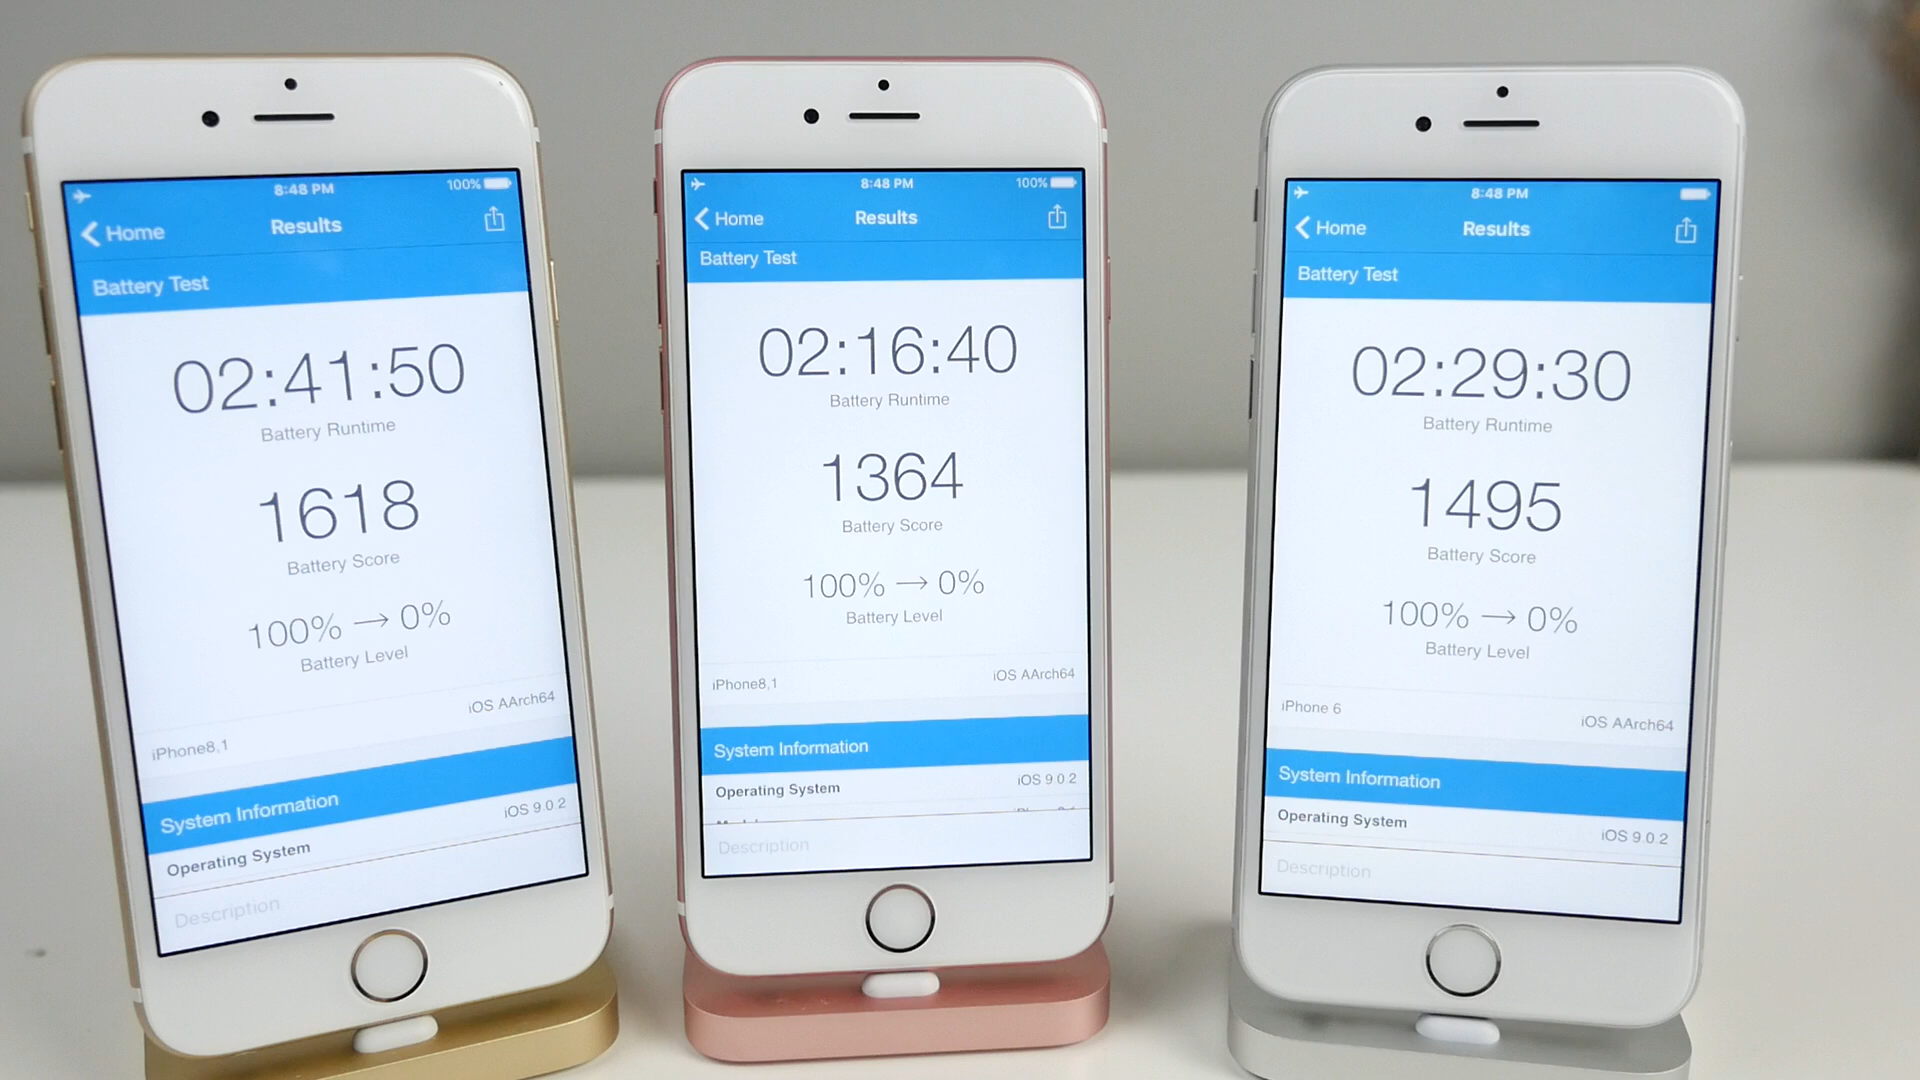 8:48 PM 100%
Home Results
Battery Test
02:41:50
Battery Runtime
1618
Battery Score
100% → 0%
Battery Level
iPhone8,1 iOS AArch64
System Information
Operating System iOS 9.0.2
Description
8:48 PM 100%
Home Results
Battery Test
02:16:40
Battery Runtime
1364
Battery Score
100% → 0%
Battery Level
iPhone8,1 iOS AArch64
System Information
Operating System iOS 9.0.2
Description
8:48 PM
Home Results
Battery Test
02:29:30
Battery Runtime
1495
Battery Score
100% → 0%
Battery Level
iPhone 6 iOS AArch64
System Information
Operating System iOS 9.0.2
Description